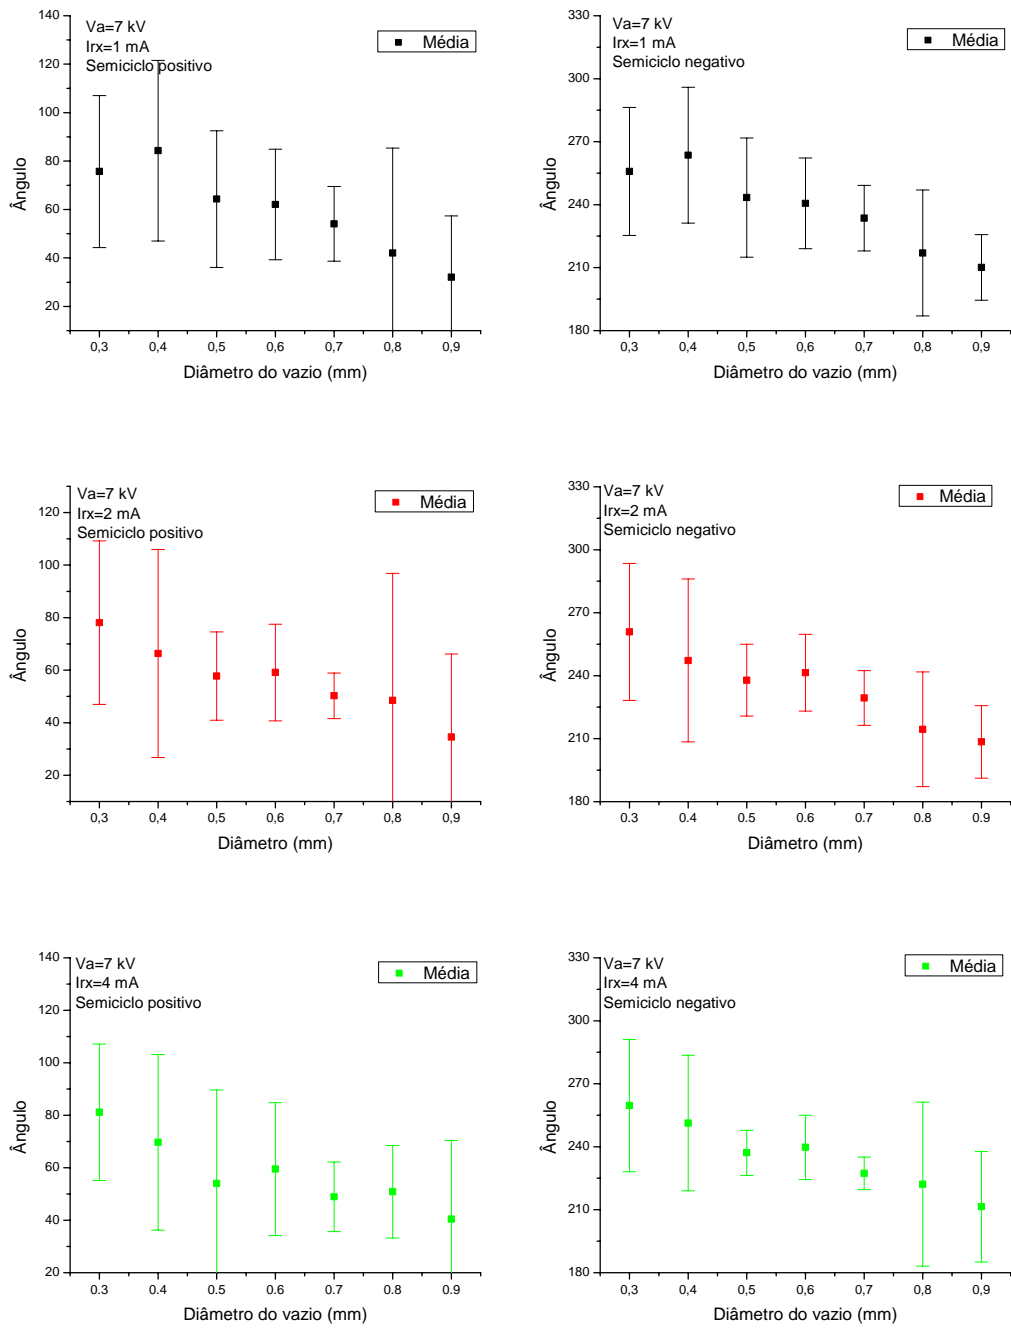 Va=7 kV
Irx=1 mA
Semiciclo positivo
Média
140
120
100
80
60
40
20
Ângulo
0,3 0,4 0,5 0,6 0,7 0,8 0,9
Diâmetro do vazio (mm)
Va=7 kV
Irx=1 mA
Semiciclo negativo
Média
330
300
270
240
210
180
Ângulo
0,3 0,4 0,5 0,6 0,7 0,8 0,9
Diâmetro do vazio (mm)
Va=7 kV
Irx=2 mA
Semiciclo positivo
Média
120
100
80
60
40
20
Ângulo
0,3 0,4 0,5 0,6 0,7 0,8 0,9
Diâmetro (mm)
Va=7 kV
Irx=2 mA
Semiciclo negativo
Média
330
300
270
240
210
180
Ângulo
0.3 0.4 0.5 0.6 0.7 0.8 0.9
Diâmetro (mm)
Va=7 kV
Irx=4 mA
Semiciclo positivo
Média
140
120
100
80
60
40
20
Ângulo
0.3 0.4 0.5 0.6 0.7 0.8 0.9
Diâmetro do vazio (mm)
Va=7 kV
Irx=4 mA
Semiciclo negativo
Média
330
300
270
240
210
180
Ângulo
0,3 0,4 0,5 0,6 0,7 0,8 0,9
Diâmetro do vazio (mm)